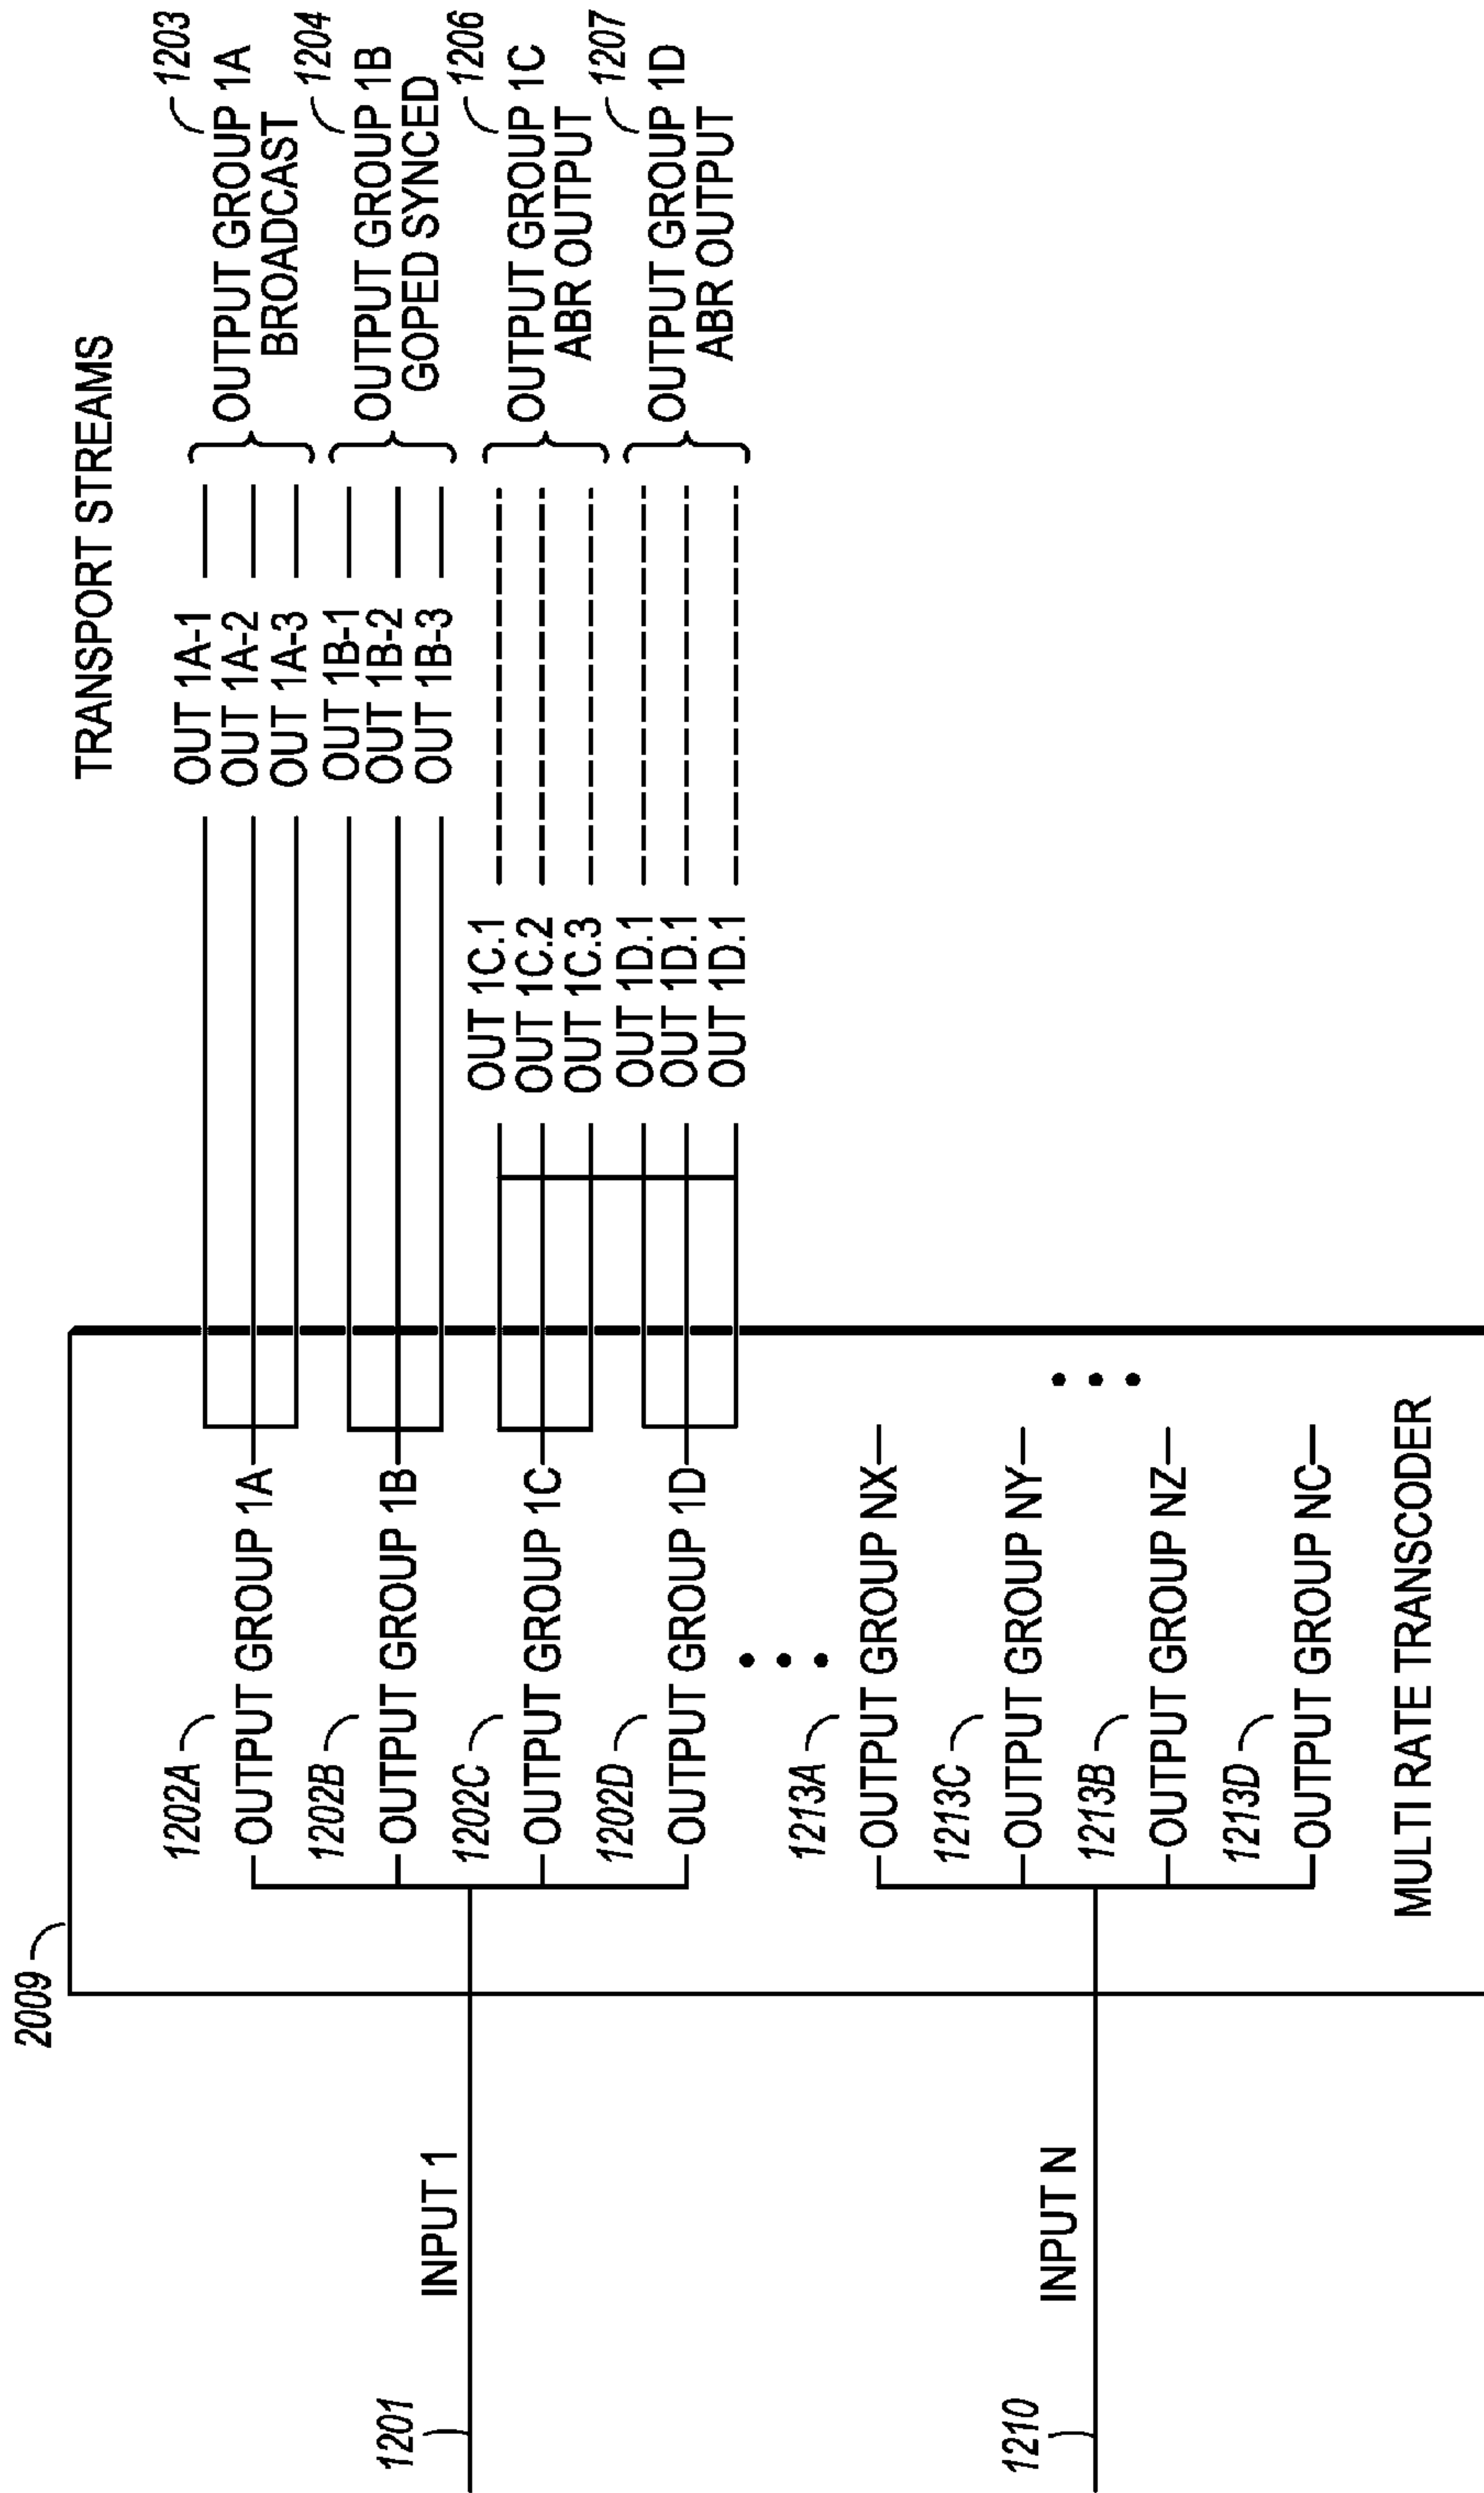 2009
TRANSPORT STREAMS
1203
1202A
OUTPUT GROUP 1A
OUT 1A-1
OUT 1A-2
OUT 1A-3
OUTPUT GROUP 1A
BROADCAST
1204
1202B
OUTPUT GROUP 1B
OUT 1B-1
OUT 1B-2
OUT 1B-3
OUTPUT GROUP 1B
GOPED SYNCED
1201
INPUT 1
1206
1202C
OUTPUT GROUP 1C
OUT 1C.1
OUT 1C.2
OUT 1C.3
OUTPUT GROUP 1C
ABR OUTPUT
1207
1202D
OUTPUT GROUP 1D
OUT 1D.1
OUT 1D.1
OUT 1D.1
OUTPUT GROUP 1D
ABR OUTPUT
1213A
OUTPUT GROUP NX
1213C
OUTPUT GROUP NY
1210
INPUT N
1213B
OUTPUT GROUP NZ
1213D
OUTPUT GROUP NC
MULTI RATE TRANSCODER